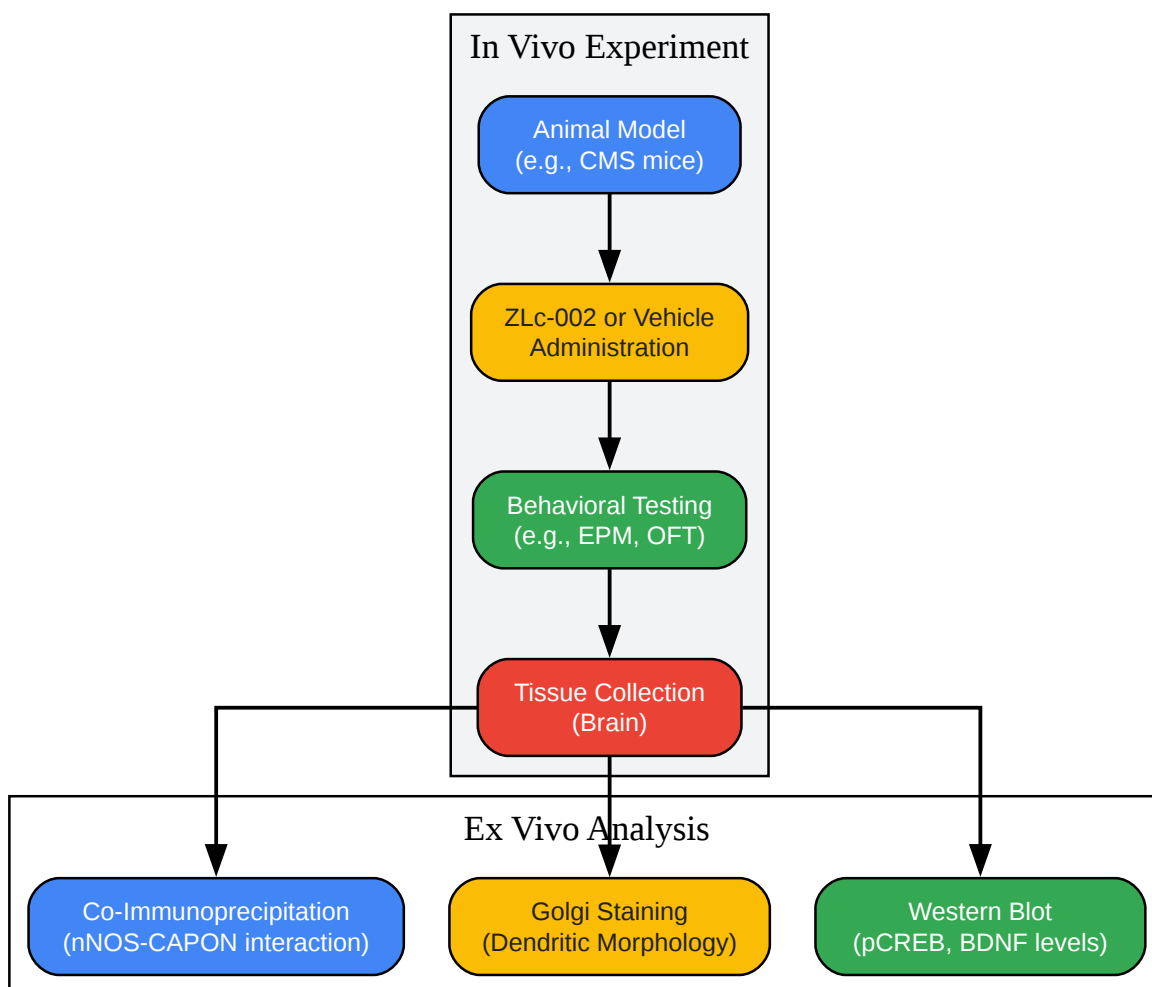 In Vivo Experiment
Animal Model
(e.g., CMS mice)
ZLc-002 or Vehicle
Administration
Behavioral Testing
(e.g., EPM, OFT)
Tissue Collection
(Brain)
Ex Vivo Analysis
Co-Immunoprecipitation
(nNOS-CAPON interaction)
Golgi Staining
(Dendritic Morphology)
Western Blot
(pCREB, BDNF levels)